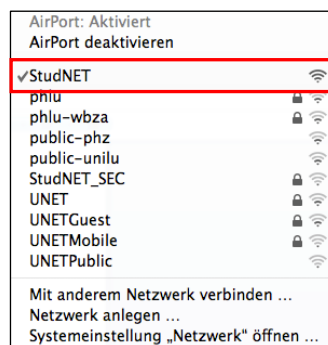 AirPort: Aktiviert
AirPort deaktivieren
✓StudNET
phlu
phlu-wbza
public-phz
public-unilu
StudNET_SEC
UNET
UNETGuest
UNETMobile
UNETPublic
Mit anderem Netzwerk verbinden ...
Netzwerk anlegen ...
Systemeinstellung „Netzwerk“ öffnen ...